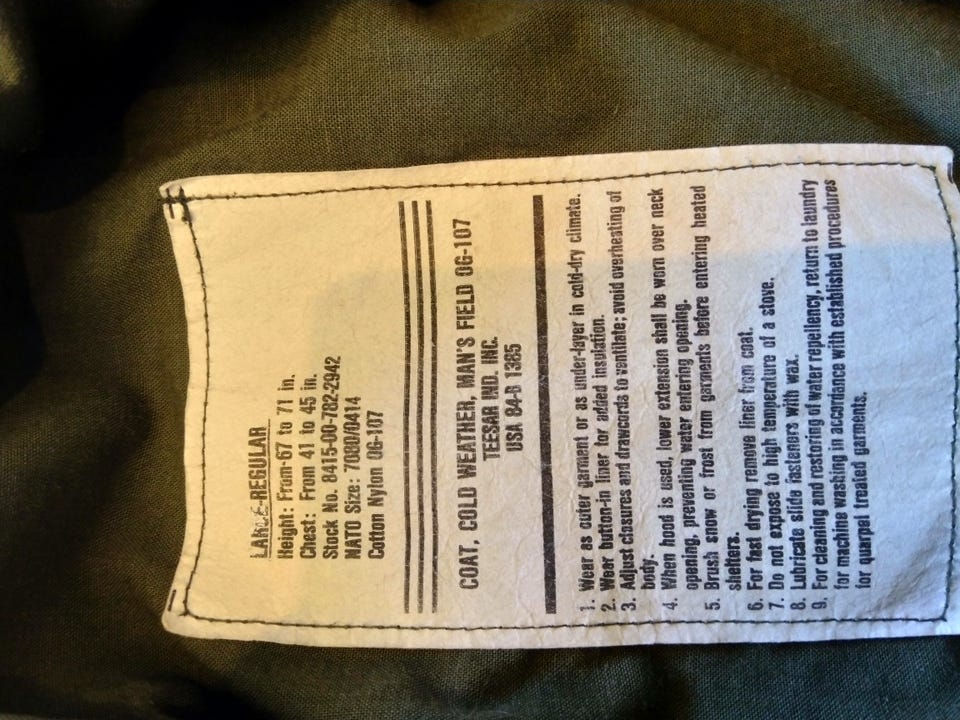 LARGE-REGULAR
Height: From 67 to 71 in.
Chest: From 41 to 45 in.
Stock No. 8415-00-782-2942
NATO Size: 7080/0414
Cotton Nylon OG-107
COAT, COLD WEATHER, MAN'S FIELD OG-107
TEESAR IND. INC.
USA 84-D 1385
1. Wear as outer garment or as under-layer in cold-dry climate.
2. Wear button-in liner for added insulation.
3. Adjust closures and drawcords to ventilate; avoid overheating of
body.
4. When hood is used, lower extension shall be worn over neck
opening, preventing water entering opening.
5. Brush snow or frost from garments before entering heated
shelters.
6. For fast drying remove liner from coat.
7. Do not expose to high temperature of a stove.
8. Lubricate slide fasteners with wax.
9. For cleaning and restoring of water repellency, return to laundry
for machine washing in accordance with established procedures
for quarpel treated garments.